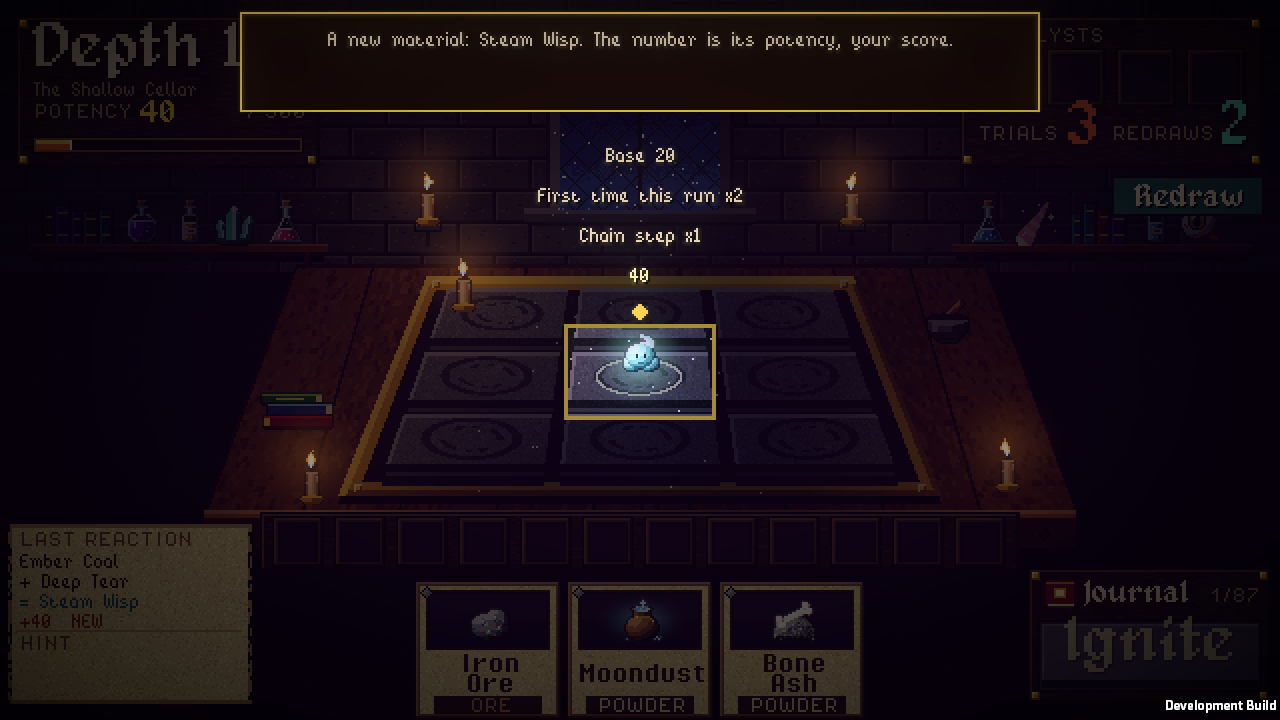 A new material: Steam Wisp. The number is its potency, your score.
Depth 1
The Shallow Cellar
POTENCY 40
TRIALS 3 REDRAWS 2
Redraw
Base 20
First time this run x2
Chain step x1
40
LAST REACTION
Ember Coal
+ Deep Tear
= Steam Wisp
+40 NEW
HINT
Iron
Ore
ORE
Moondust
POWDER
Bone
Ash
POWDER
Journal 1/87
Ignite
Development Build